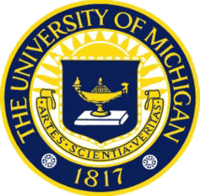 THE UNIVERSITY OF MICHIGAN
ARTES · SCIENTIA · VERITAS
1817